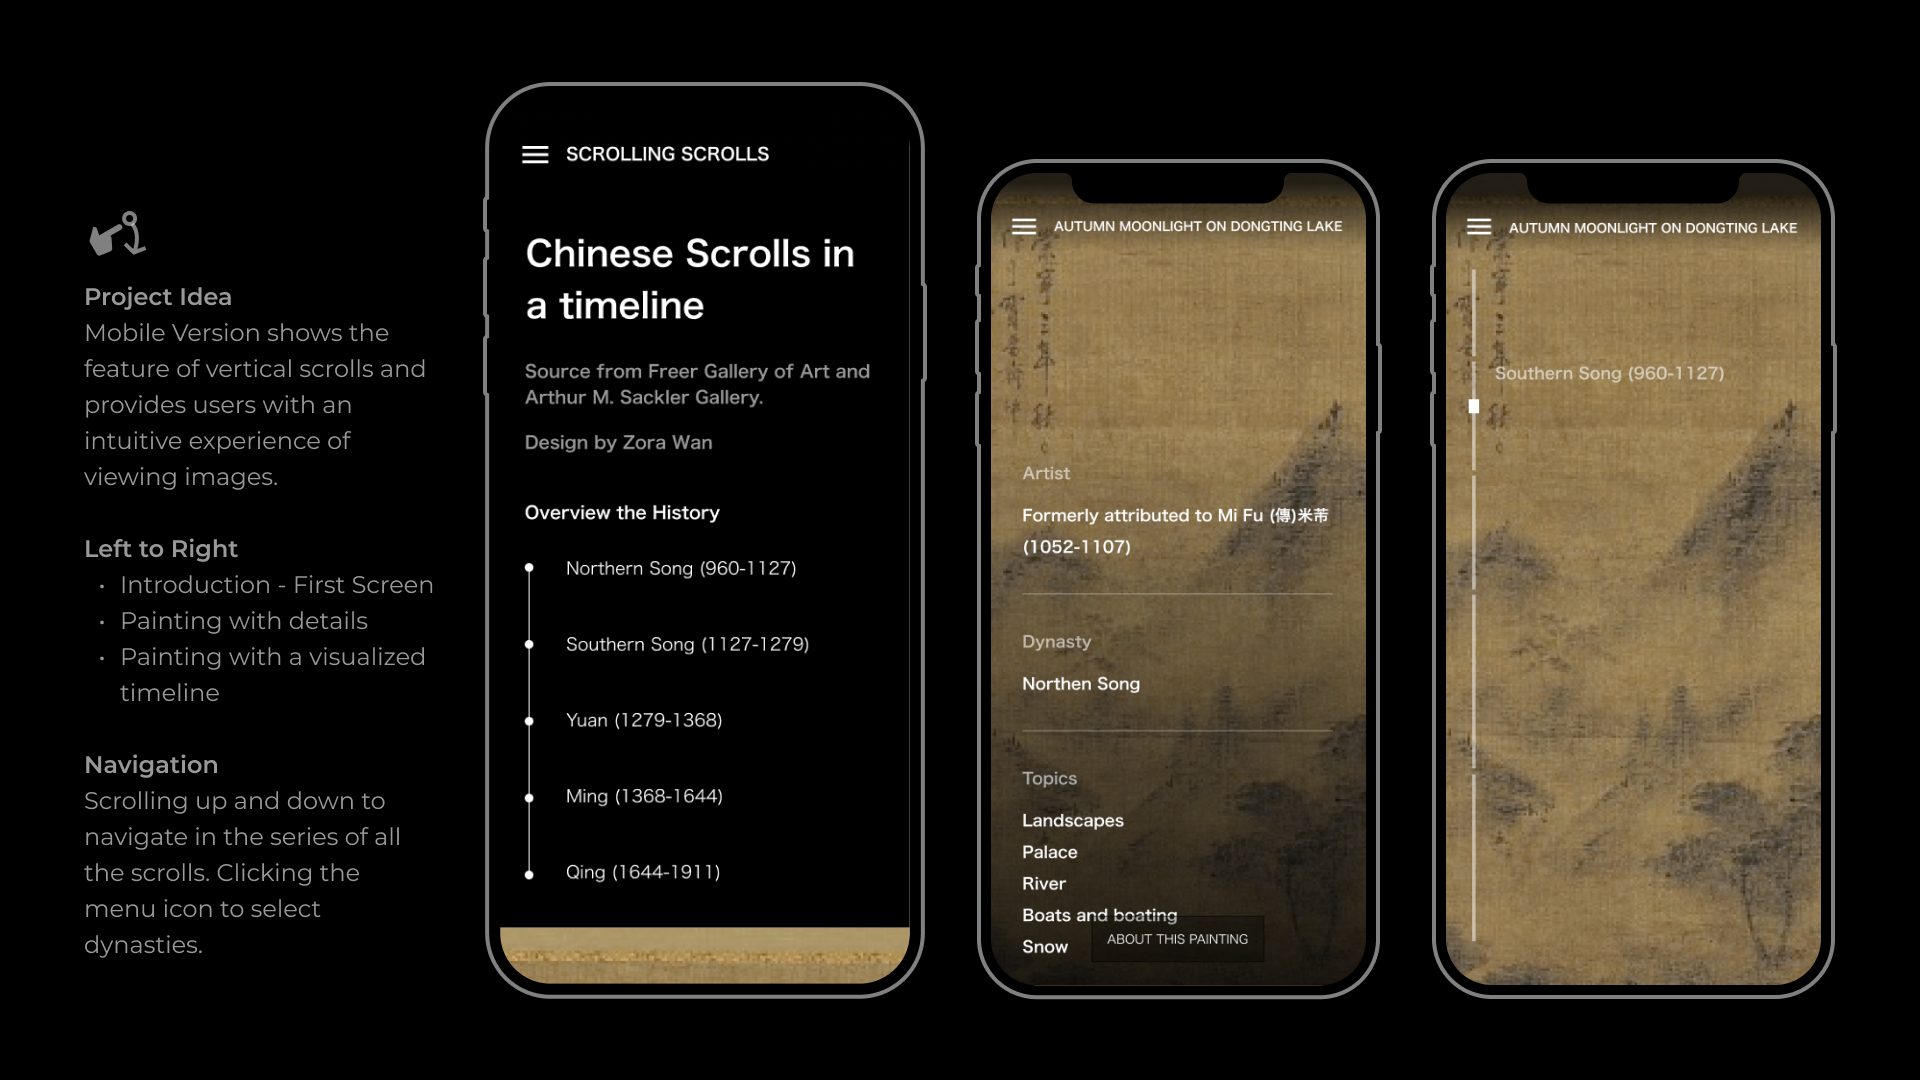 Project Idea
Mobile Version shows the
feature of vertical scrolls and
provides users with an
intuitive experience of
viewing images.
Left to Right
• Introduction - First Screen
• Painting with details
• Painting with a visualized
timeline
Navigation
Scrolling up and down to
navigate in the series of all
the scrolls. Clicking the
menu icon to select
dynasties.
SCROLLING SCROLLS
Chinese Scrolls in
a timeline
Source from Freer Gallery of Art and
Arthur M. Sackler Gallery.
Design by Zora Wan
Overview the History
Northern Song (960-1127)
Southern Song (1127-1279)
Yuan (1279-1368)
Ming (1368-1644)
Qing (1644-1911)
AUTUMN MOONLIGHT ON DONGTING LAKE
Artist
Formerly attributed to Mi Fu (傳)米芾
(1052-1107)
Dynasty
Northen Song
Topics
Landscapes
Palace
River
Boats and boating
Snow
ABOUT THIS PAINTING
AUTUMN MOONLIGHT ON DONGTING LAKE
Southern Song (960-1127)